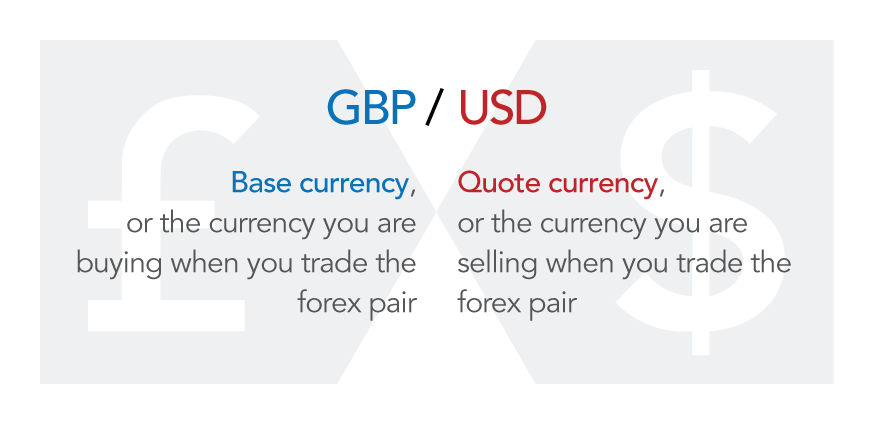 GBP / USD
Base currency,
or the currency you are
buying when you trade the
forex pair
Quote currency,
or the currency you are
selling when you trade the
forex pair
£
$